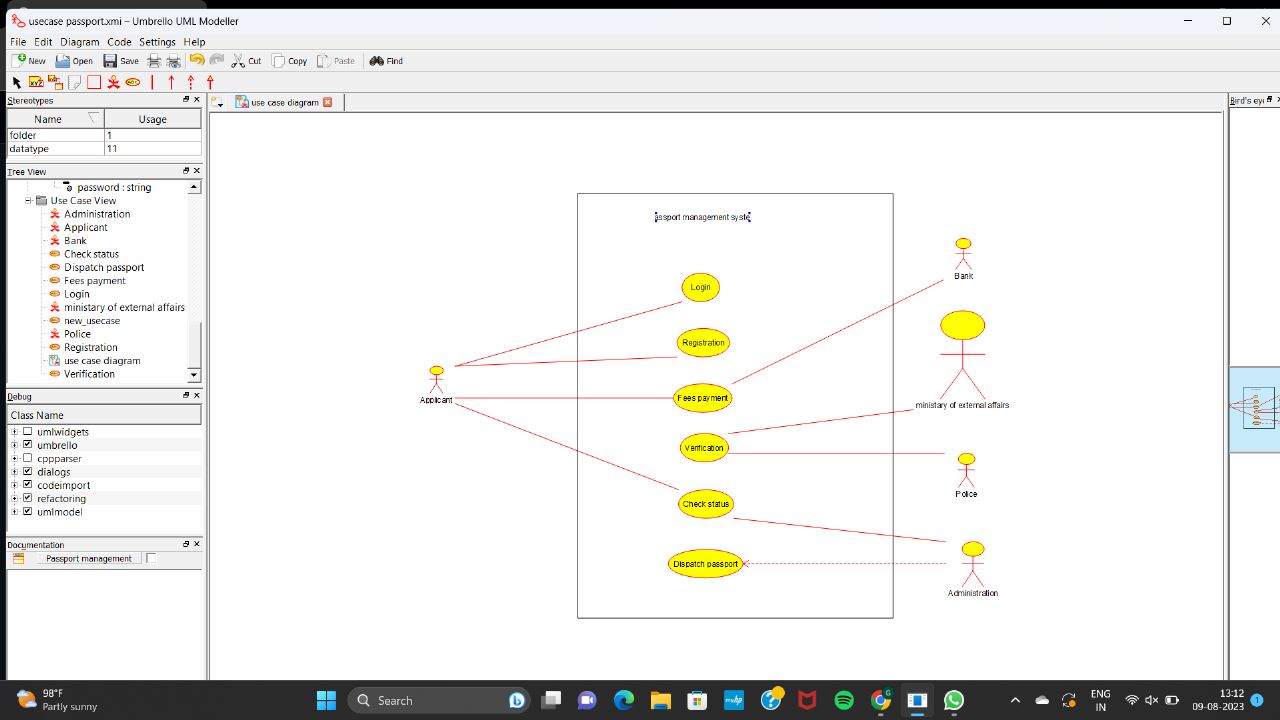 usecase passport.xmi – Umbrello UML Modeller
File Edit Diagram Code Settings Help
New Open Save Cut Copy Paste Find
Stereotypes
Name Usage
folder 1
datatype 11
Tree View
password : string
Use Case View
Administration
Applicant
Bank
Check status
Dispatch passport
Fees payment
Login
ministary of external affairs
new_usecase
Police
Registration
use case diagram
Verification
Debug
Class Name
umlwidgets
umbrello
cppparser
dialogs
codeimport
refactoring
umlmodel
Documentation
Passport management
use case diagram
Bird's ey
assport management syste
Login
Registration
Fees payment
Verification
Check status
Dispatch passport
Applicant
Bank
ministary of external affairs
Police
Administration
98°F
Partly sunny
Search
myhp
G
ENG
IN
13:12
09-08-2023
1